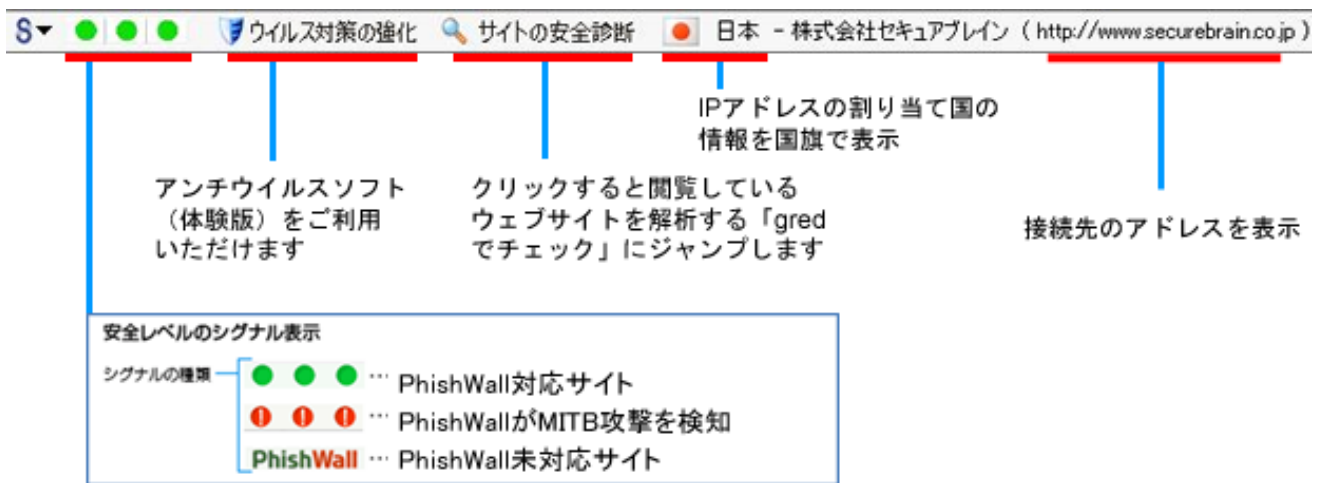 S▼ ウイルス対策の強化 サイトの安全診断 日本 - 株式会社セキュアブレイン ( http://www.securebrain.co.jp )
IPアドレスの割り当て国の
情報を国旗で表示
アンチウイルスソフト
（体験版）をご利用
いただけます
クリックすると閲覧している
ウェブサイトを解析する「gred
でチェック」にジャンプします
接続先のアドレスを表示
安全レベルのシグナル表示
シグナルの種類
… PhishWall対応サイト
… PhishWallがMITB攻撃を検知
PhishWall … PhishWall未対応サイト